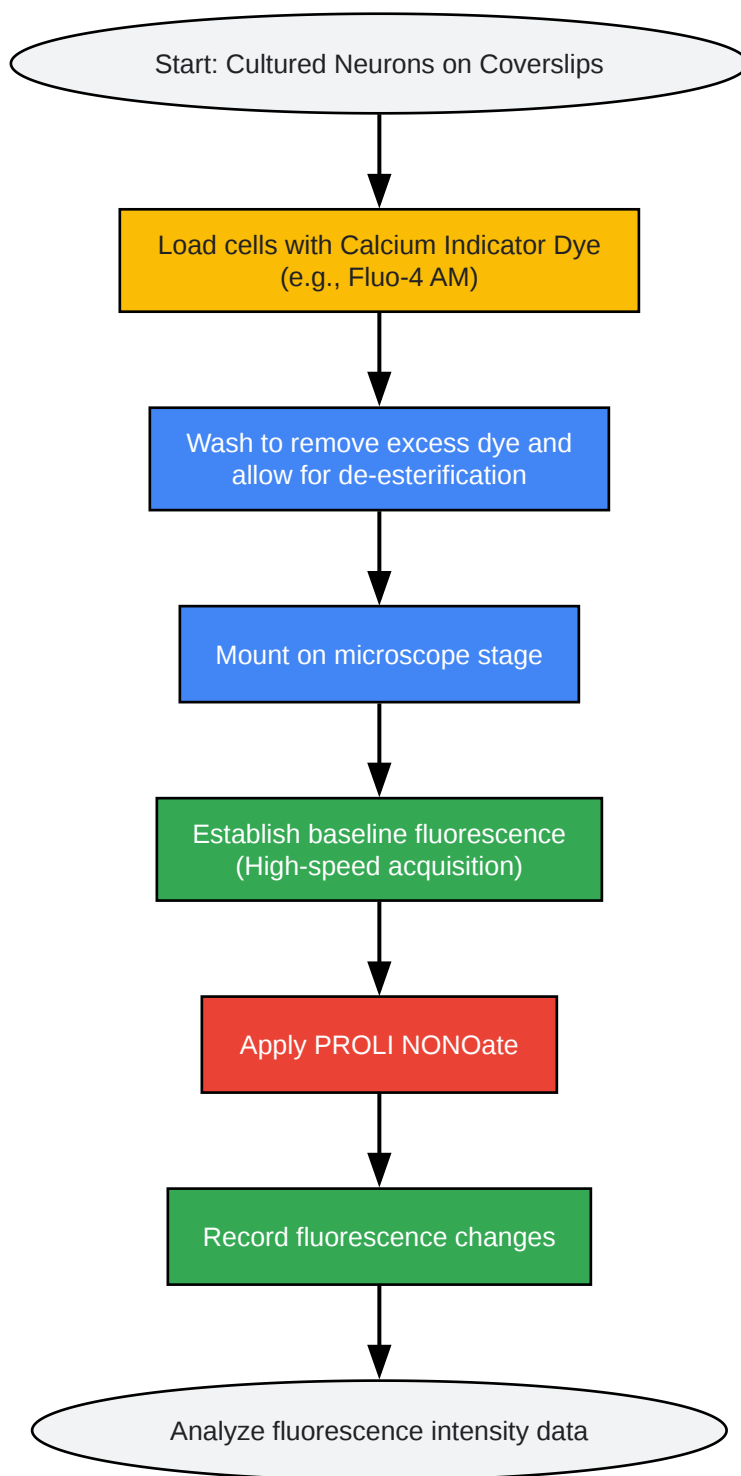 Start: Cultured Neurons on Coverslips
Load cells with Calcium Indicator Dye
(e.g., Fluo-4 AM)
Wash to remove excess dye and
allow for de-esterification
Mount on microscope stage
Establish baseline fluorescence
(High-speed acquisition)
Apply PROLI NONOate
Record fluorescence changes
Analyze fluorescence intensity data